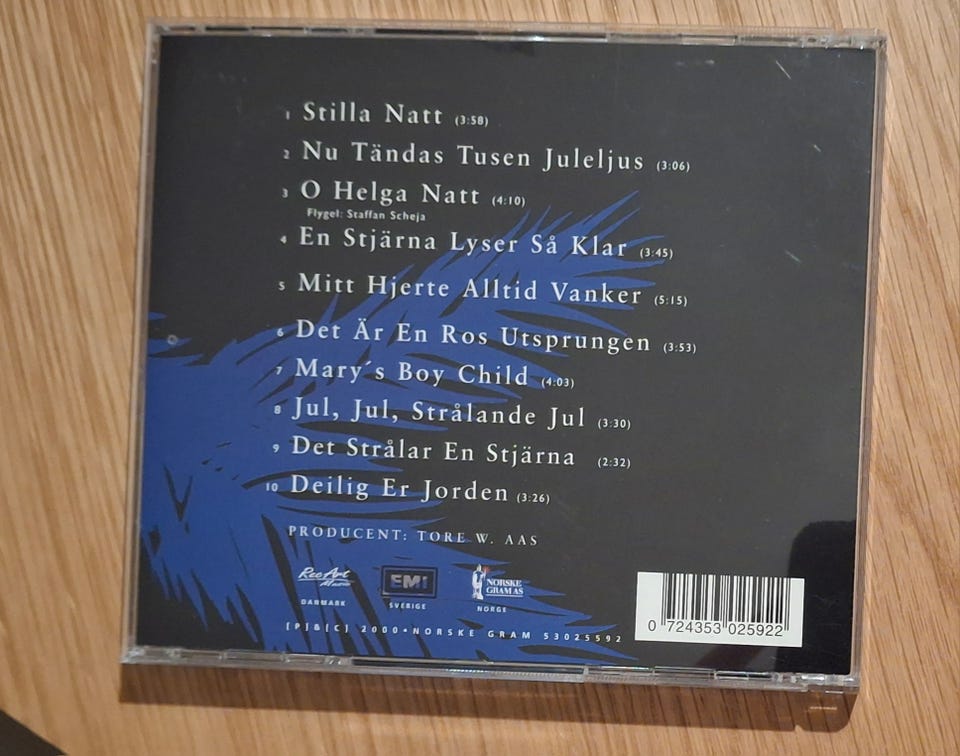 1 Stilla Natt (3:58)
2 Nu Tändas Tusen Juleljus (3:06)
3 O Helga Natt (4:10)
Flygel: Staffan Scheja
4 En Stjärna Lyser Så Klar (3:45)
5 Mitt Hjerte Alltid Vanker (5:15)
6 Det Är En Ros Utsprungen (3:53)
7 Mary´s Boy Child (4:03)
8 Jul, Jul, Strålande Jul (3:30)
9 Det Strålar En Stjärna (2:32)
10 Deilig Er Jorden (3:26)
PRODUCENT: TORE W. AAS
RecArt Music
DANMARK
EMI
SVERIGE
NORSKE GRAM AS
NORGE
[P]&[C] 2000•NORSKE GRAM 53025592
0 724353 025922